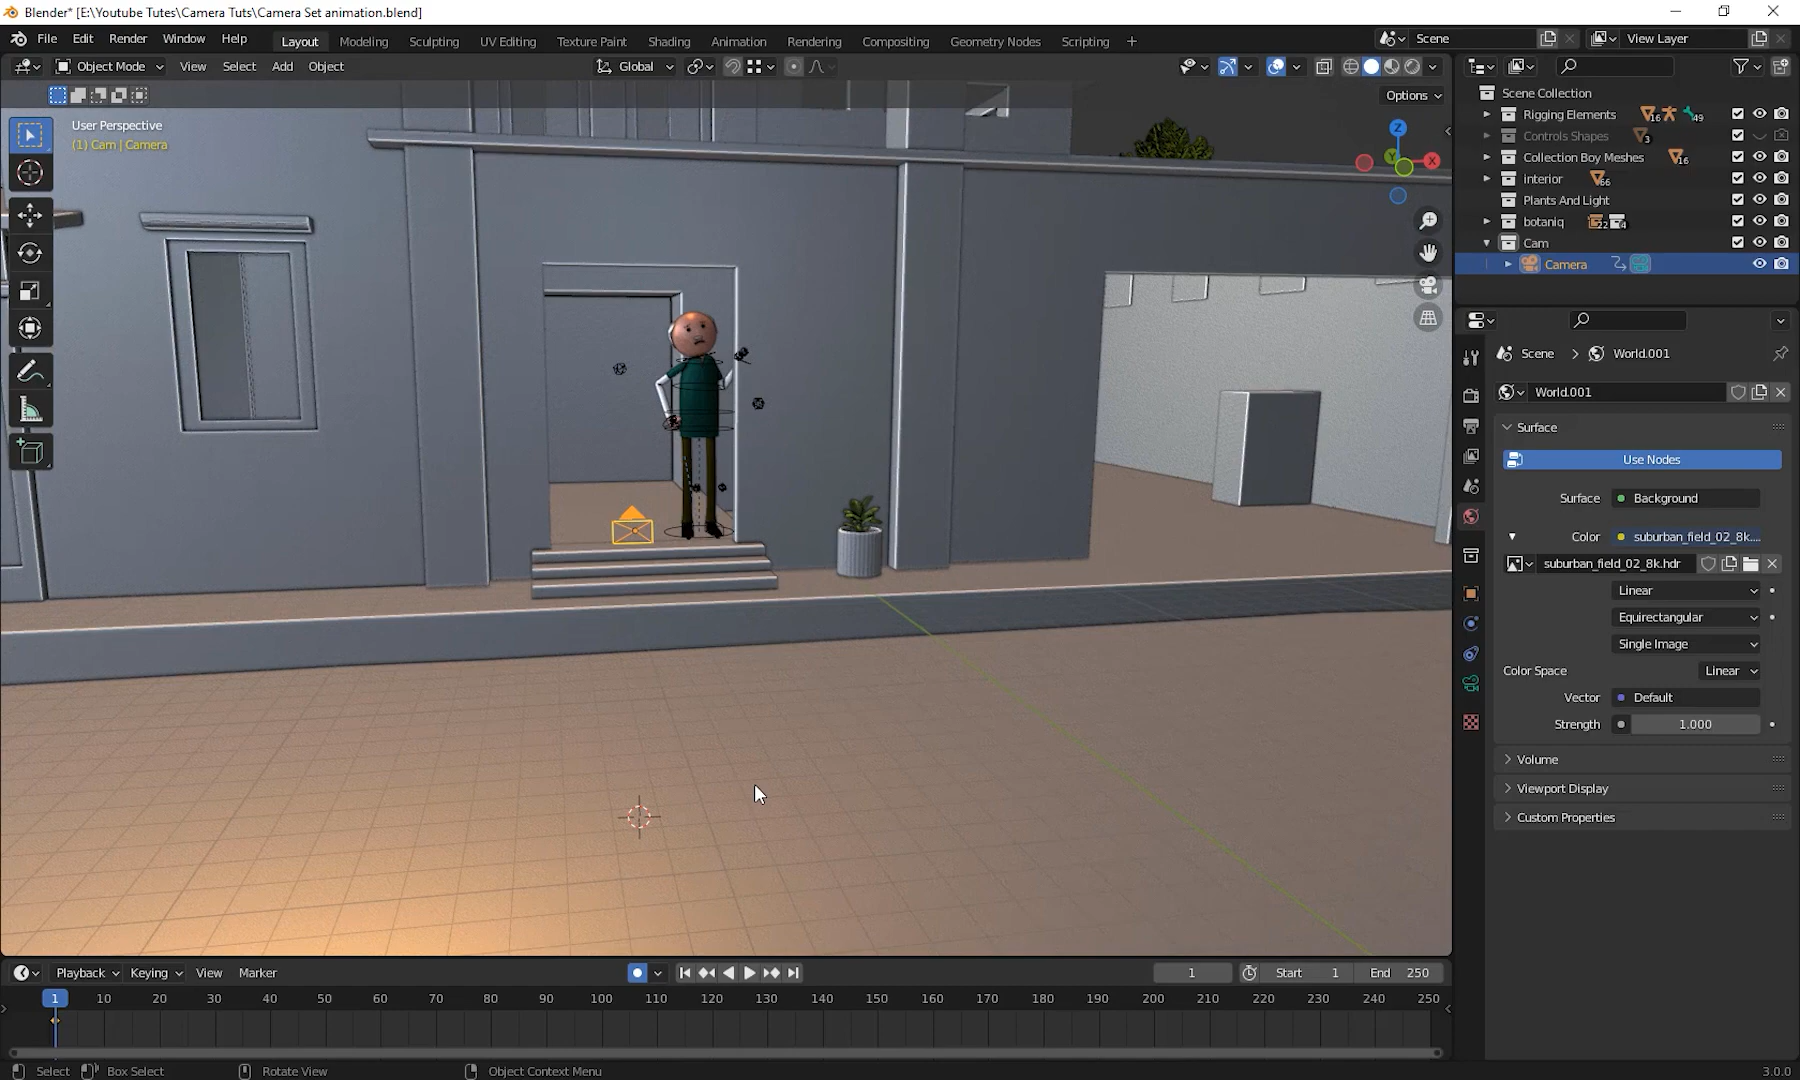 Blender* [E:\Youtube Tutes\Camera Tuts\Camera Set animation.blend]
File Edit Render Window Help Layout Modeling Sculpting UV Editing Texture Paint Shading Animation Rendering Compositing Geometry Nodes Scripting + Scene View Layer
Object Mode View Select Add Object Global
Options
User Perspective
(1) Cam | Camera
Z
Y
X
Scene Collection
Rigging Elements 16 49
Controls Shapes 3
Collection Boy Meshes 16
interior 66
Plants And Light
botaniq 22 4
Cam
Camera
Scene > World.001
World.001
Surface
Use Nodes
Surface Background
Color suburban_field_02_8k....
suburban_field_02_8k.hdr
Linear
Equirectangular
Single Image
Color Space Linear
Vector Default
Strength 1.000
Volume
Viewport Display
Custom Properties
Playback Keying View Marker 1 Start 1 End 250
1 10 20 30 40 50 60 70 80 90 100 110 120 130 140 150 160 170 180 190 200 210 220 230 240 250
Select Box Select Rotate View Object Context Menu 3.0.0